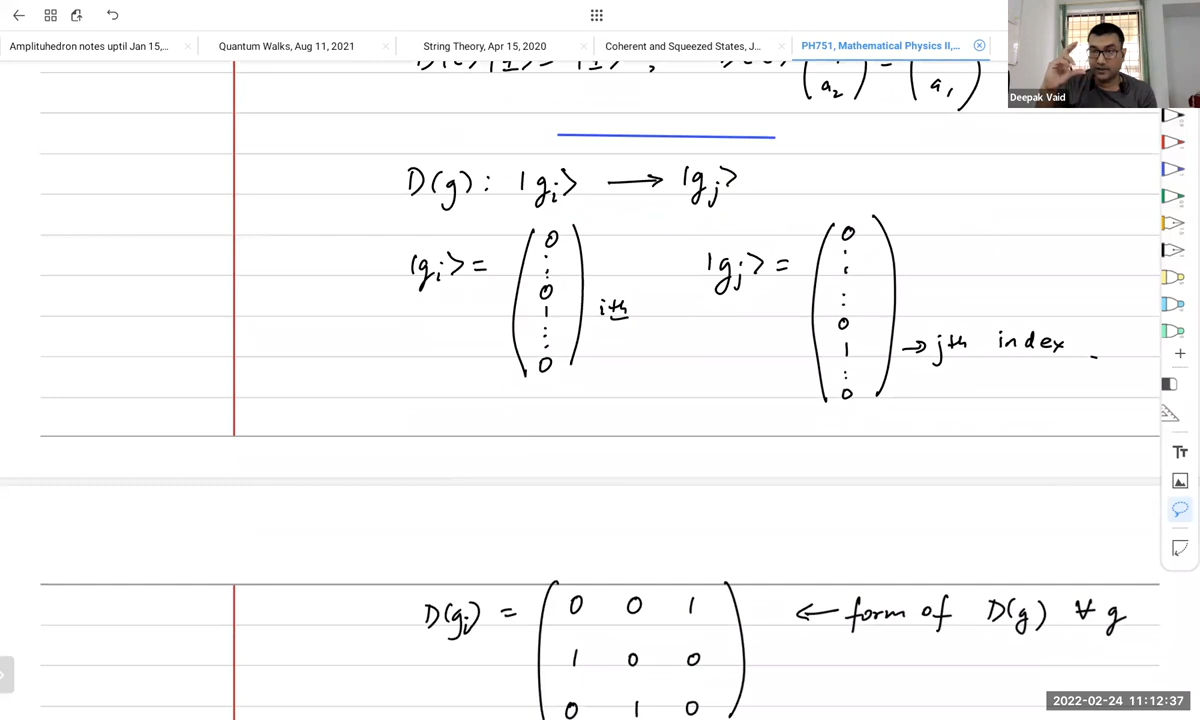 Amplituhedron notes uptil Jan 15,...
Quantum Walks, Aug 11, 2021
String Theory, Apr 15, 2020
Coherent and Squeezed States, J...
PH751, Mathematical Physics II,...
Deepak Vaid
a₂ a₁
D(g): |gᵢ> → |gⱼ>
|gᵢ> = (0 ⋮ 0 1 ⋮ 0) ith |gⱼ> = (0 ⋮ 0 1 ⋮ 0) → jth index
D(gᵢ) = ( 0 0 1 ← form of D(g) ∀ g
1 0 0
0 1 0
Tт
2022-02-24 11:12:37